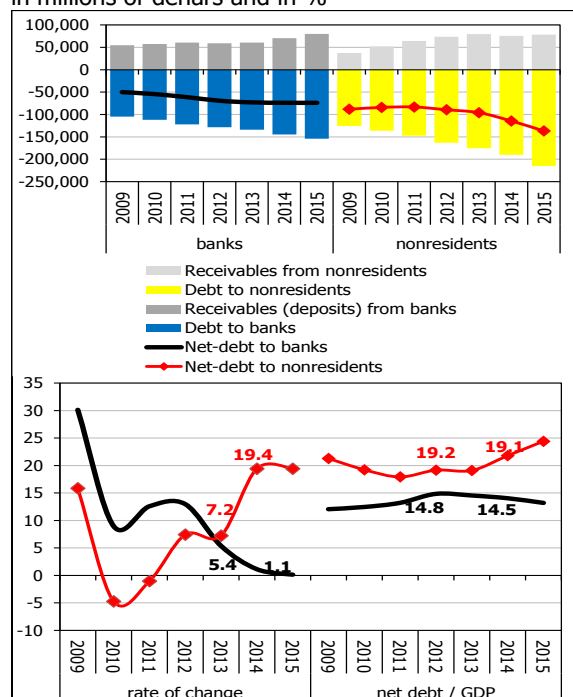 in millions of denars and in %
100,000
50,000
0
-50,000
-100,000
-150,000
-200,000
-250,000
2009 2010 2011 2012 2013 2014 2015 2009 2010 2011 2012 2013 2014 2015
banks nonresidents
Receivables from nonresidents
Debt to nonresidents
Receivables (deposits) from banks
Debt to banks
Net-debt to banks
Net-debt to nonresidents
35
30
25
20
15
10
5
0
-5
-10
19.4 19.2 19.1
7.2 14.8 14.5
5.4 1.1
2009 2010 2011 2012 2013 2014 2015 2009 2010 2011 2012 2013 2014 2015
rate of change net debt / GDP